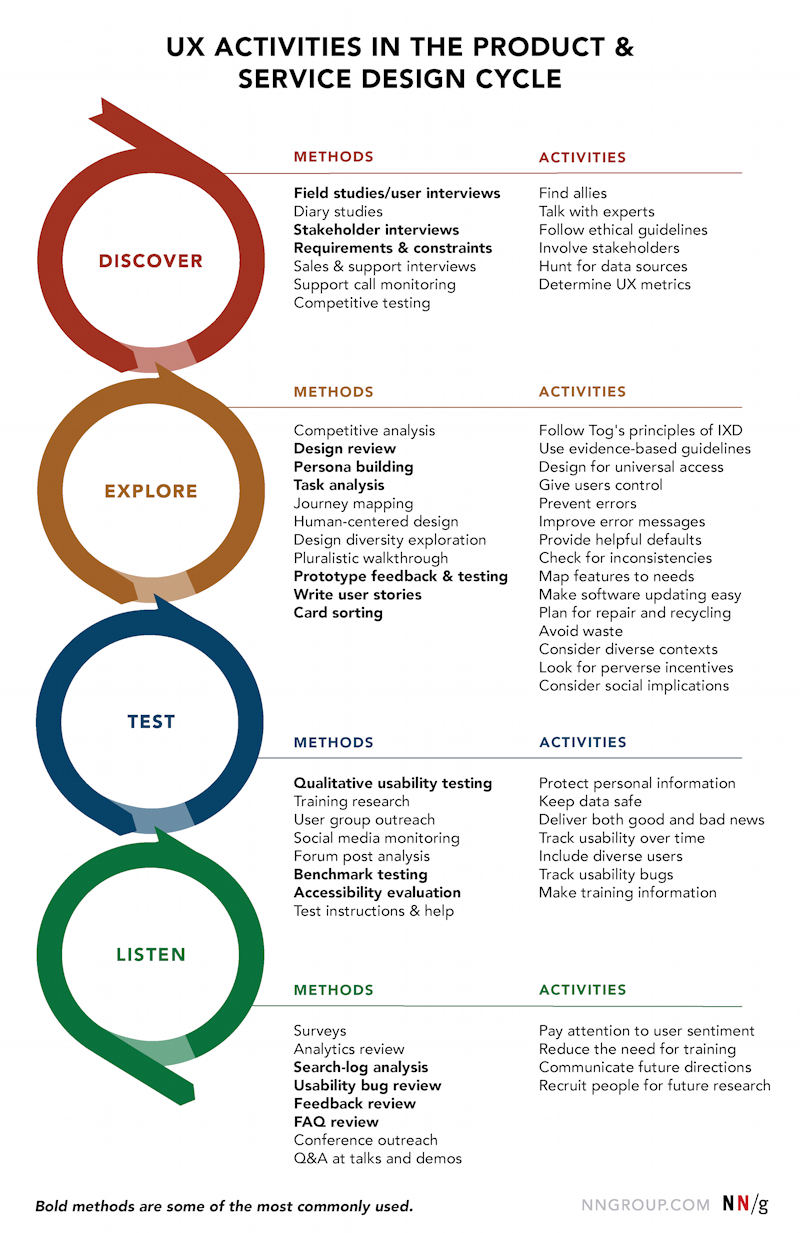 UX ACTIVITIES IN THE PRODUCT &
SERVICE DESIGN CYCLE
DISCOVER
METHODS
Field studies/user interviews
Diary studies
Stakeholder interviews
Requirements & constraints
Sales & support interviews
Support call monitoring
Competitive testing
ACTIVITIES
Find allies
Talk with experts
Follow ethical guidelines
Involve stakeholders
Hunt for data sources
Determine UX metrics
EXPLORE
METHODS
Competitive analysis
Design review
Persona building
Task analysis
Journey mapping
Human-centered design
Design diversity exploration
Pluralistic walkthrough
Prototype feedback & testing
Write user stories
Card sorting
ACTIVITIES
Follow Tog's principles of IXD
Use evidence-based guidelines
Design for universal access
Give users control
Prevent errors
Improve error messages
Provide helpful defaults
Check for inconsistencies
Map features to needs
Make software updating easy
Plan for repair and recycling
Avoid waste
Consider diverse contexts
Look for perverse incentives
Consider social implications
TEST
METHODS
Qualitative usability testing
Training research
User group outreach
Social media monitoring
Forum post analysis
Benchmark testing
Accessibility evaluation
Test instructions & help
ACTIVITIES
Protect personal information
Keep data safe
Deliver both good and bad news
Track usability over time
Include diverse users
Track usability bugs
Make training information
LISTEN
METHODS
Surveys
Analytics review
Search-log analysis
Usability bug review
Feedback review
FAQ review
Conference outreach
Q&A at talks and demos
ACTIVITIES
Pay attention to user sentiment
Reduce the need for training
Communicate future directions
Recruit people for future research
Bold methods are some of the most commonly used.
NNGROUP.COM NN/g